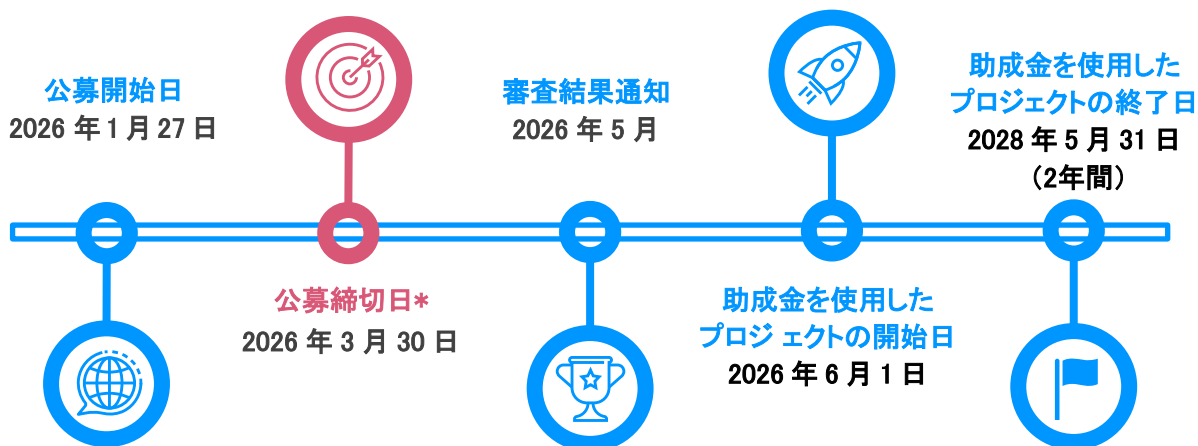 公募開始日
2026 年 1 月 27 日
公募締切日*
2026 年 3 月 30 日
審査結果通知
2026 年 5 月
助成金を使用した
プロジ ェクトの開始日
2026 年 6 月 1 日
助成金を使用した
プロジェクトの終了日
2028 年 5 月 31 日
（2年間）